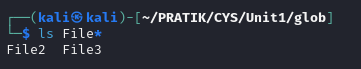 ┌──(kali㉿kali)-[~/PRATIK/CYS/Unit1/glob]
└─$ ls File*
File2  File3